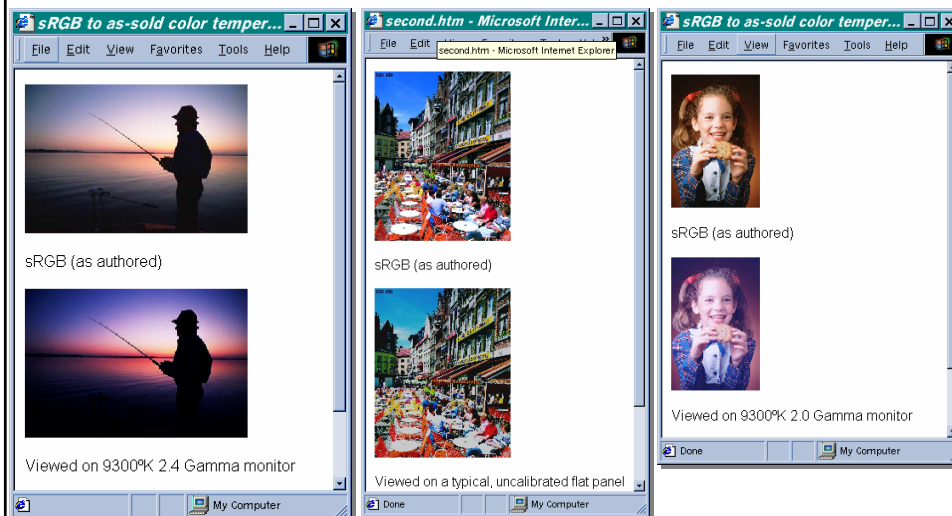 sRGB to as-sold color temper...
File Edit View Favorites Tools Help
sRGB (as authored)
Viewed on 9300ºK 2.4 Gamma monitor
My Computer
second.htm - Microsoft Inter...
File Edit
second.htm - Microsoft Internet Explorer
sRGB (as authored)
Viewed on a typical, uncalibrated flat panel
Done My Computer
sRGB to as-sold color temper...
File Edit View Favorites Tools Help
sRGB (as authored)
Viewed on 9300ºK 2.0 Gamma monitor
Done My Computer